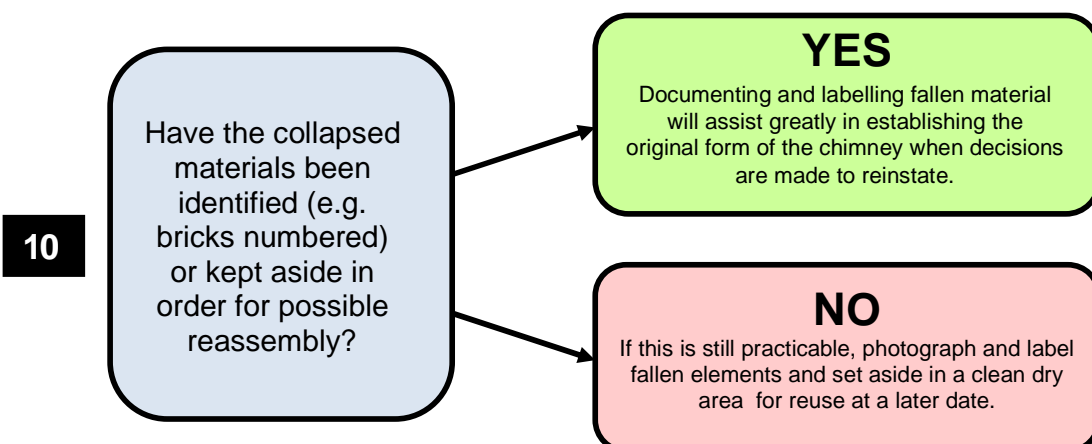 10
Have the collapsed
materials been
identified (e.g.
bricks numbered)
or kept aside in
order for possible
reassembly?
YES
Documenting and labelling fallen material
will assist greatly in establishing the
original form of the chimney when decisions
are made to reinstate.
NO
If this is still practicable, photograph and label
fallen elements and set aside in a clean dry
area for reuse at a later date.